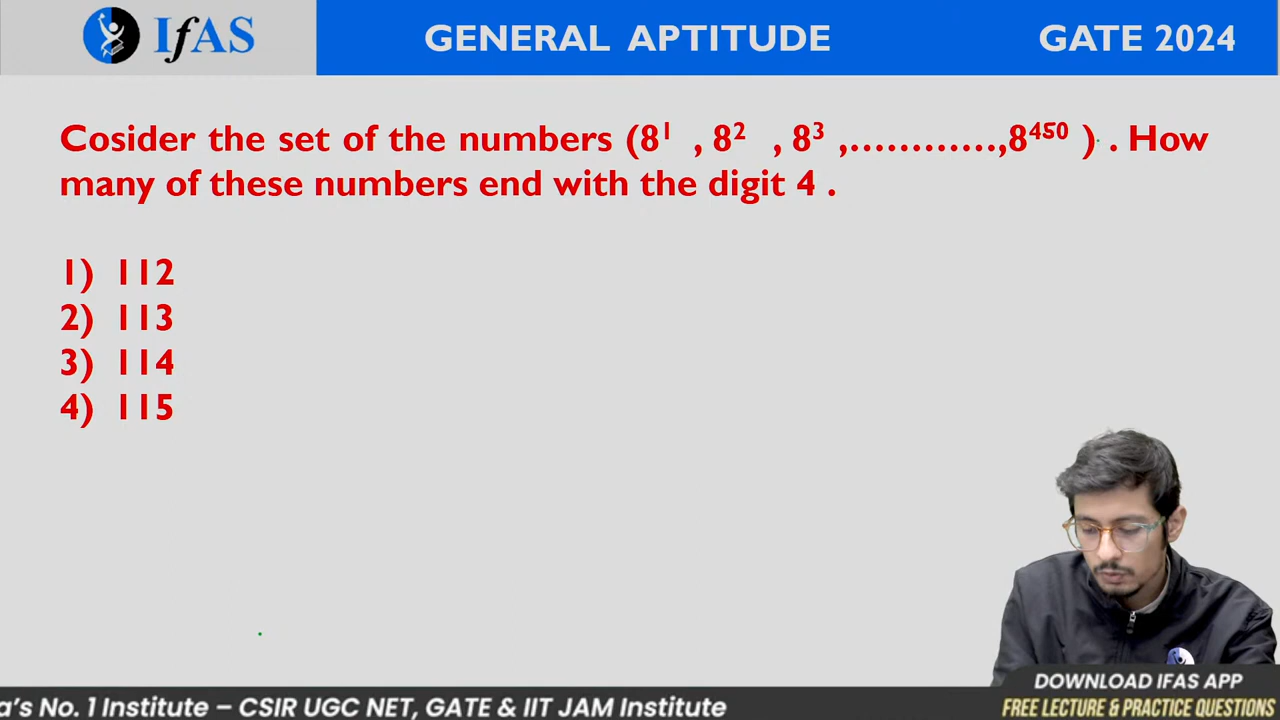 IfAS
GENERAL APTITUDE
GATE 2024
Cosider the set of the numbers (8¹ , 8² , 8³ ,............,8⁴⁵⁰ ) . How
many of these numbers end with the digit 4 .
1) 112
2) 113
3) 114
4) 115
DOWNLOAD IFAS APP
a's No. 1 Institute – CSIR UGC NET, GATE & IIT JAM Institute
FREE LECTURE & PRACTICE QUESTIONS